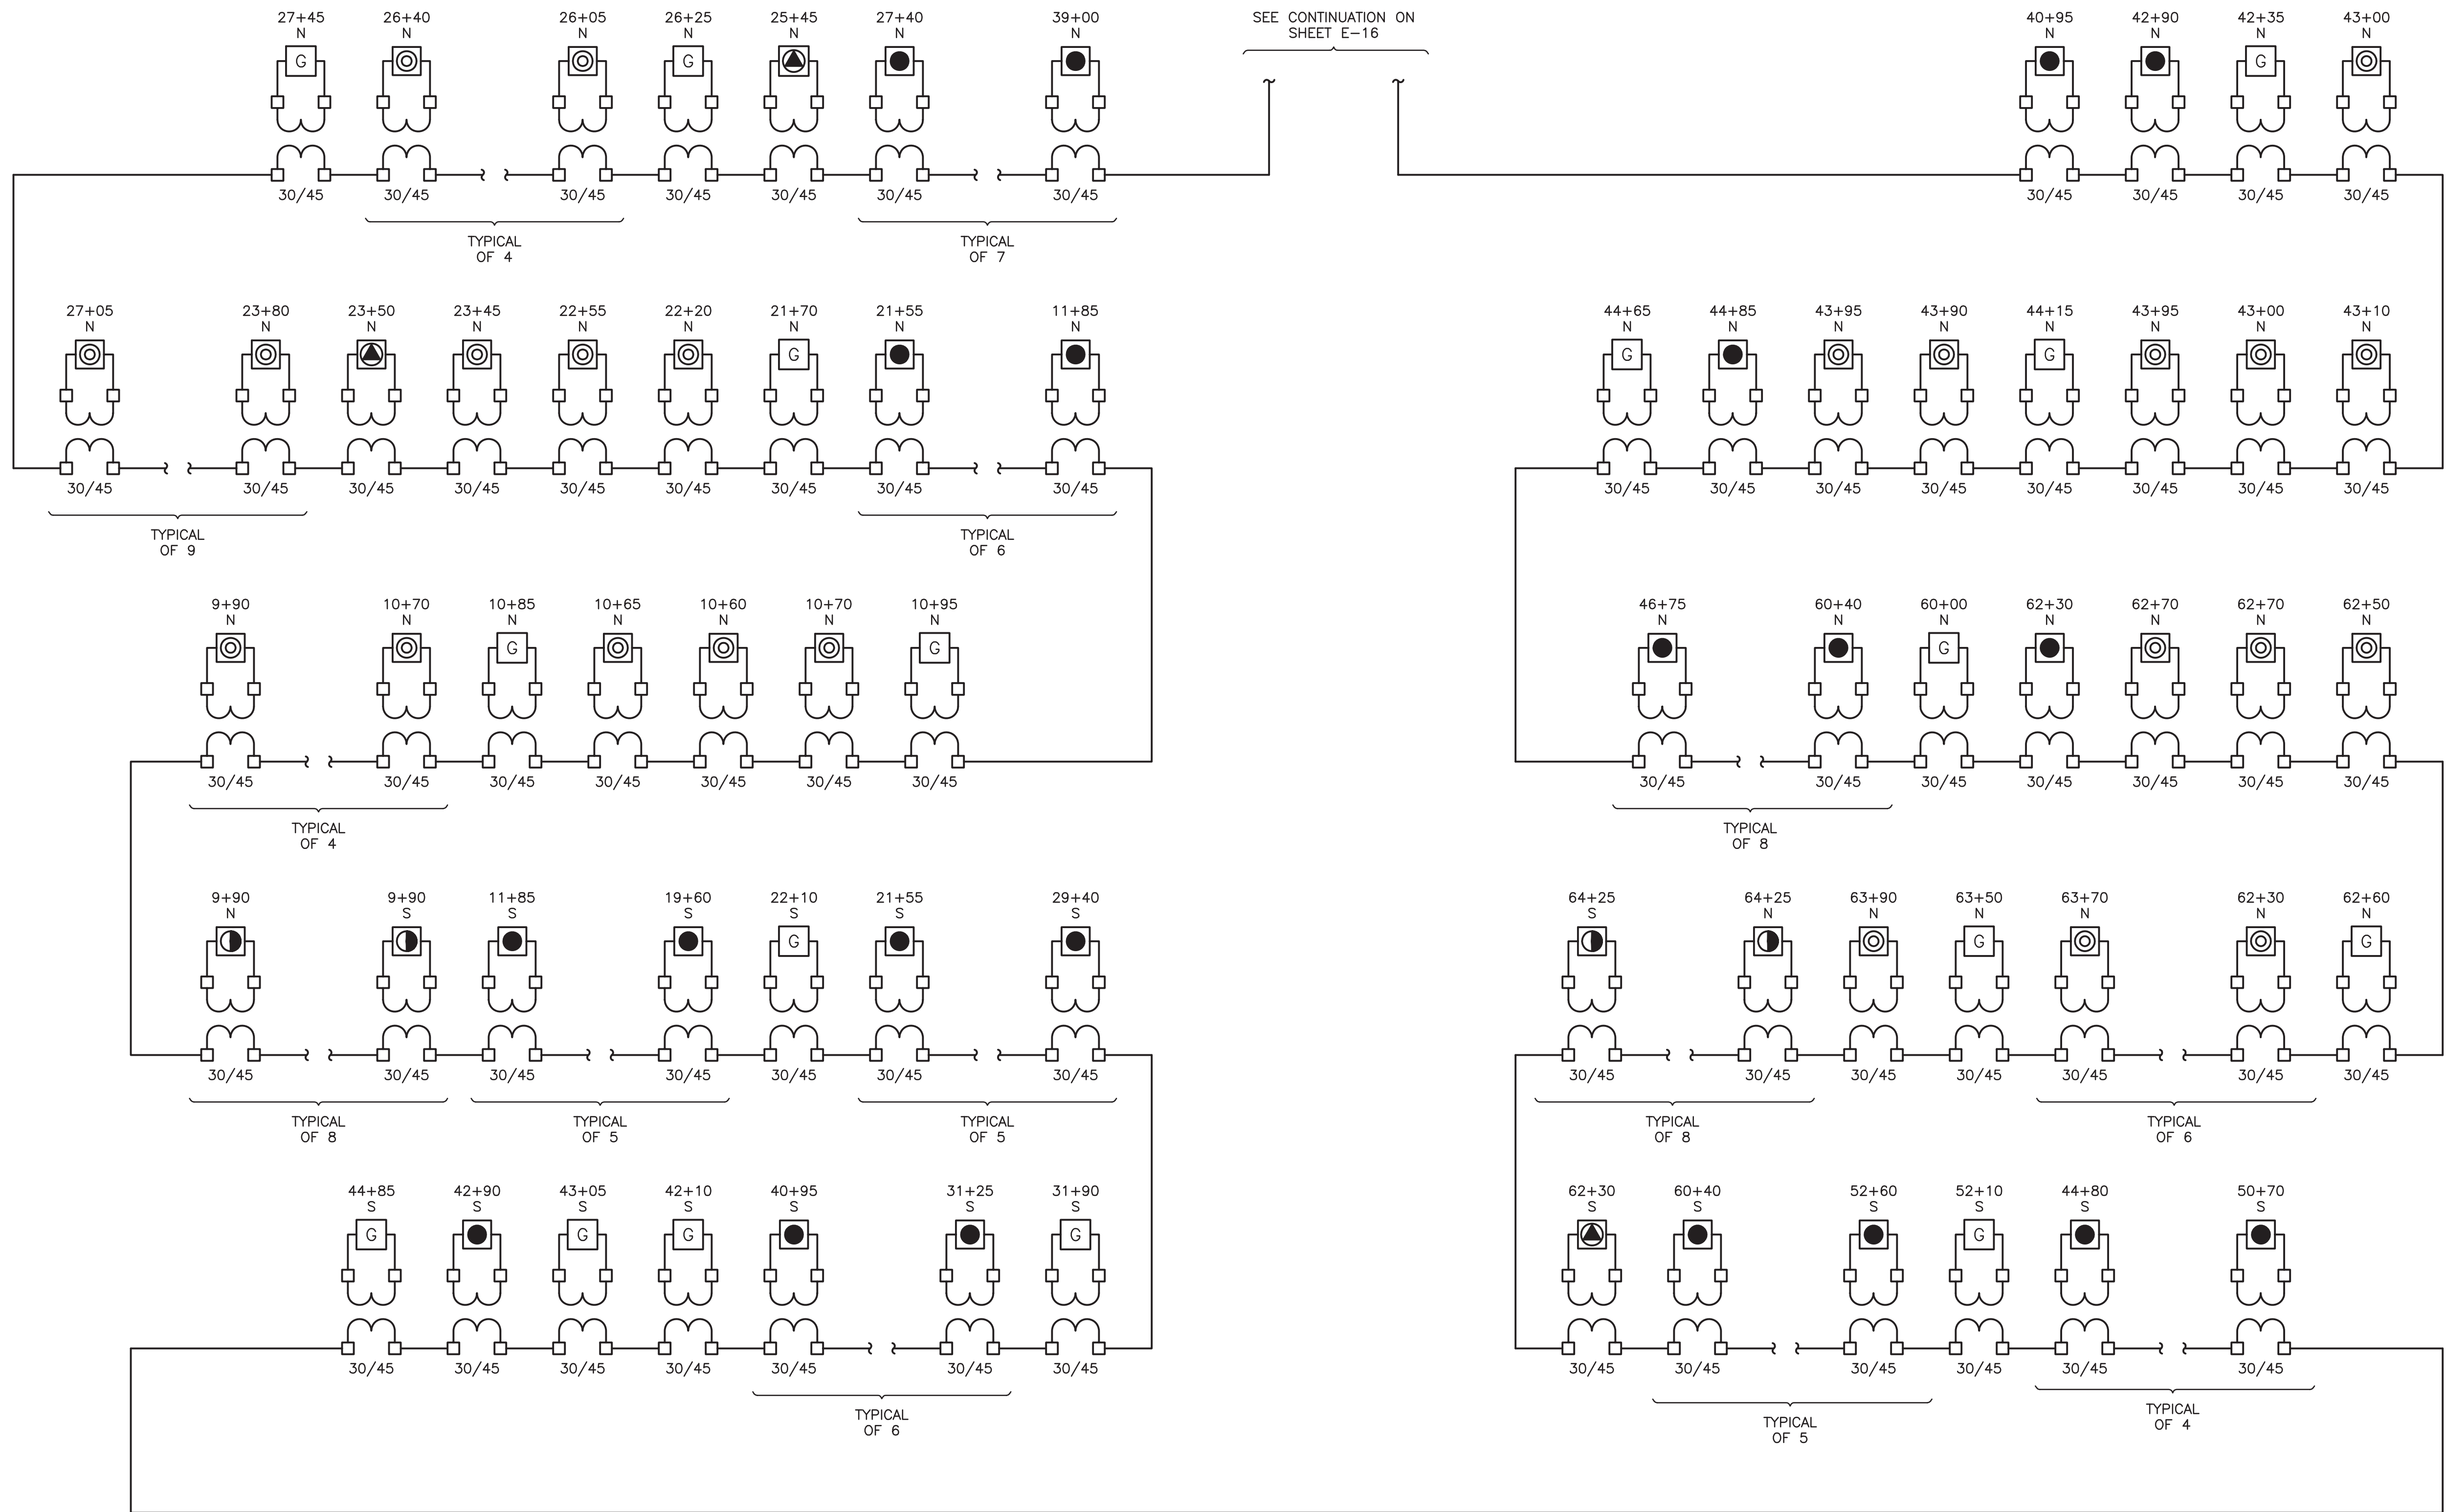 27+45 26+40 26+05 26+25 25+45 27+40 39+00 SEE CONTINUATION ON 40+95 42+90 42+35 43+00
N N N N N N N SHEET E-16 N N N N
G G G
30/45 30/45 30/45 30/45 30/45 30/45 30/45 30/45 30/45 30/45 30/45
TYPICAL TYPICAL
OF 4 OF 7
27+05 23+80 23+50 23+45 22+55 22+20 21+70 21+55 11+85 44+65 44+85 43+95 43+90 44+15 43+95 43+00 43+10
N N N N N N N N N N N N N N N N N
G G G
30/45 30/45 30/45 30/45 30/45 30/45 30/45 30/45 30/45 30/45 30/45 30/45 30/45 30/45 30/45 30/45 30/45
TYPICAL TYPICAL
OF 9 OF 6
9+90 10+70 10+85 10+65 10+60 10+70 10+95 46+75 60+40 60+00 62+30 62+70 62+70 62+50
N N N N N N N N N N N N N N
G G G
30/45 30/45 30/45 30/45 30/45 30/45 30/45 30/45 30/45 30/45 30/45 30/45 30/45 30/45
TYPICAL TYPICAL
OF 4 OF 8
9+90 9+90 11+85 19+60 22+10 21+55 29+40 64+25 64+25 63+90 63+50 63+70 62+30 62+60
N S S S S S S S N N N N N N
G G G
30/45 30/45 30/45 30/45 30/45 30/45 30/45 30/45 30/45 30/45 30/45 30/45 30/45 30/45
TYPICAL TYPICAL TYPICAL TYPICAL TYPICAL
OF 8 OF 5 OF 5 OF 8 OF 6
44+85 42+90 43+05 42+10 40+95 31+25 31+90 62+30 60+40 52+60 52+10 44+80 50+70
S S S S S S S S S S S S S
G G G G G
30/45 30/45 30/45 30/45 30/45 30/45 30/45 30/45 30/45 30/45 30/45 30/45 30/45
TYPICAL TYPICAL TYPICAL
OF 6 OF 5 OF 4